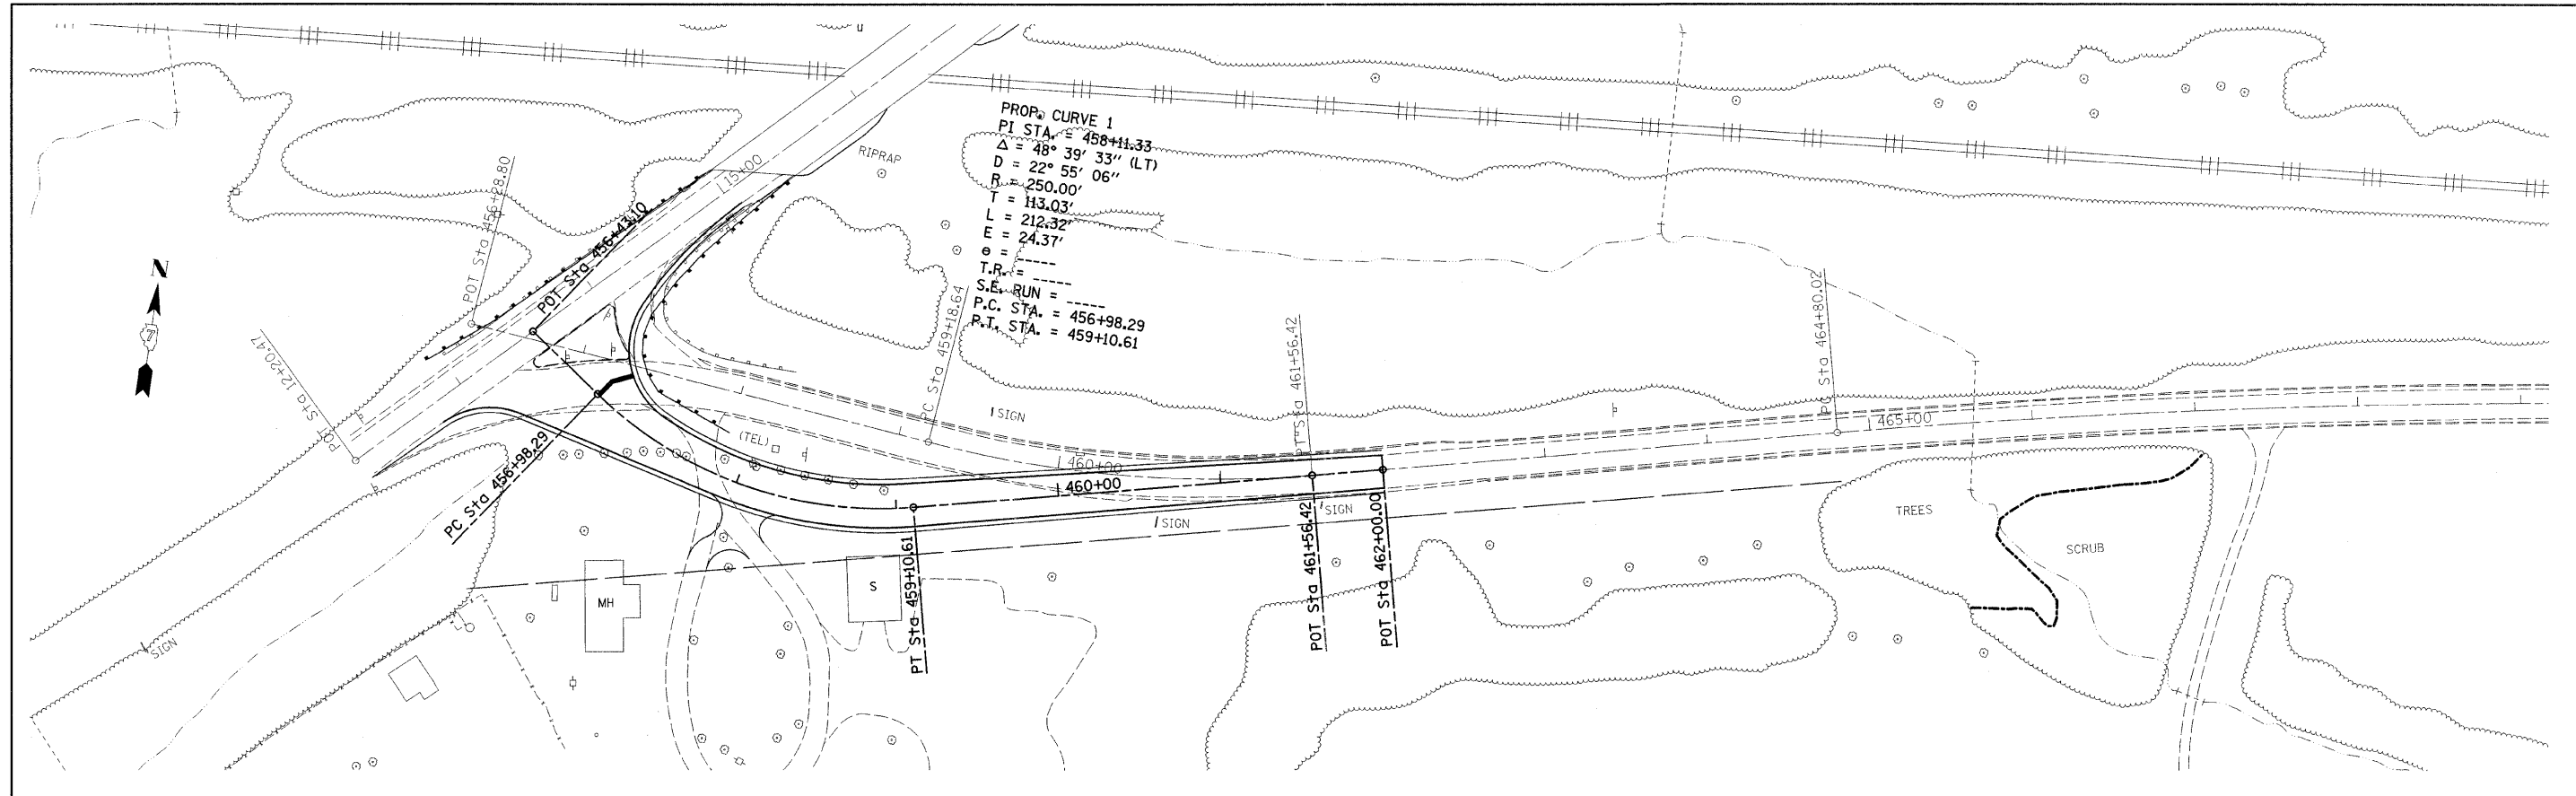 PROP. CURVE 1
PI STA. = 458+11.33
Δ = 48° 39' 33" (LT)
D = 22° 55' 06"
R = 250.00'
T = 113.03'
L = 212.32'
E = 24.37'
e = _____
T.R. = _____
S.E. RUN = _____
P.C. STA. = 456+98.29
P.T. STA. = 459+10.61
RIPRAP
115+00
POT Sta 456+28.80
POT Sta 456+43.10
N
POT Sta 12+20.47
PC Sta 459+18.64
PT Sta 461+56.42
PC Sta 464+80.02
SIGN
465+00
(TEL)
460+00
460+00
PC Sta 456+98.29
SIGN
SIGN
TREES
SCRUB
MH
S
PT Sta 459+10.61
POT Sta 461+56.42
POT Sta 462+00.00
SIGN